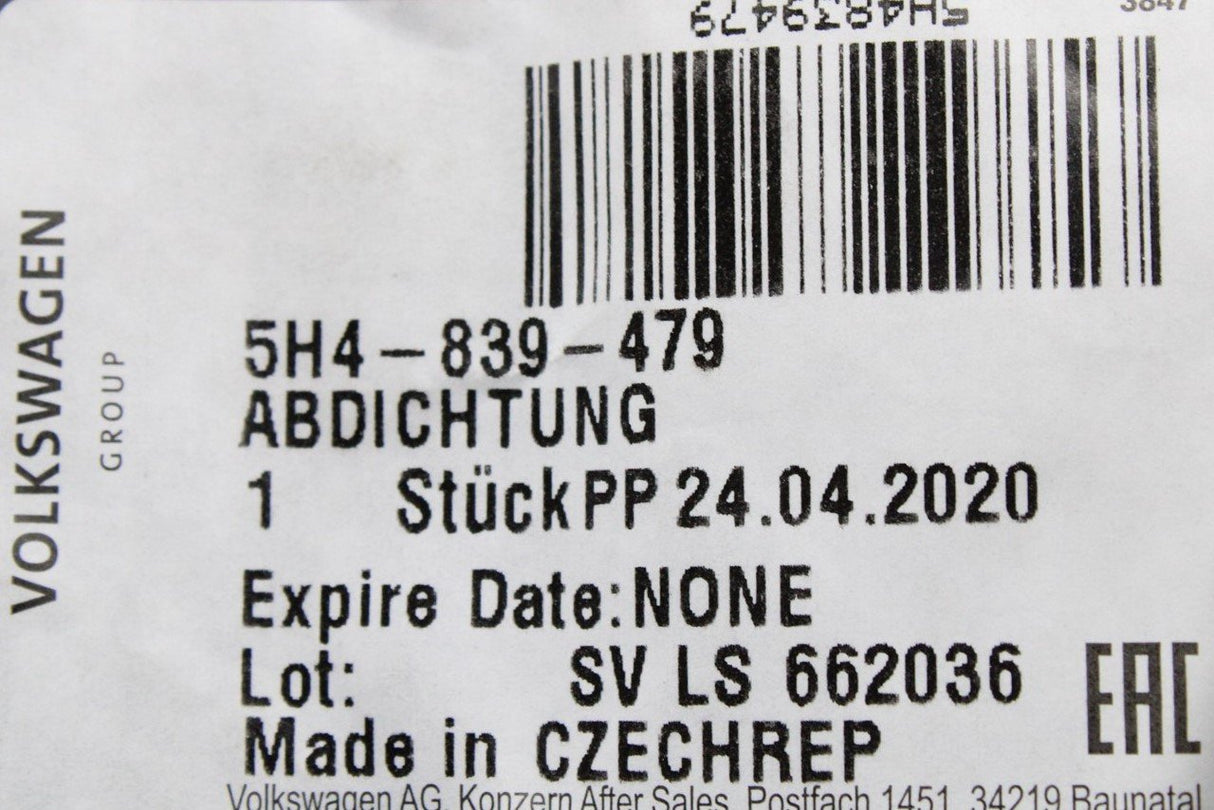 5H4839479
3847
VOLKSWAGEN
GROUP
5H4-839-479
ABDICHTUNG
1 Stück PP 24.04.2020
Expire Date: NONE
Lot: SV LS 662036
EAC
Made in CZECHREP
Volkswagen AG, Konzern After Sales, Postfach 1451, 34219 Baunatal